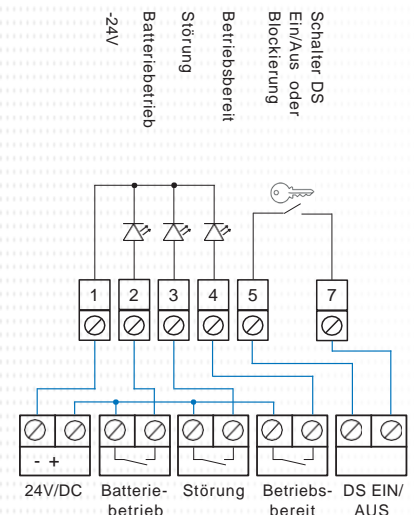 -24V
Batteriebetrieb
Störung
Betriebsbereit
Schalter DS
Ein/Aus oder
Blockierung
1 2 3 4 5 7
- +
24V/DC Batterie- Störung Betriebs- DS EIN/
betrieb bereit AUS